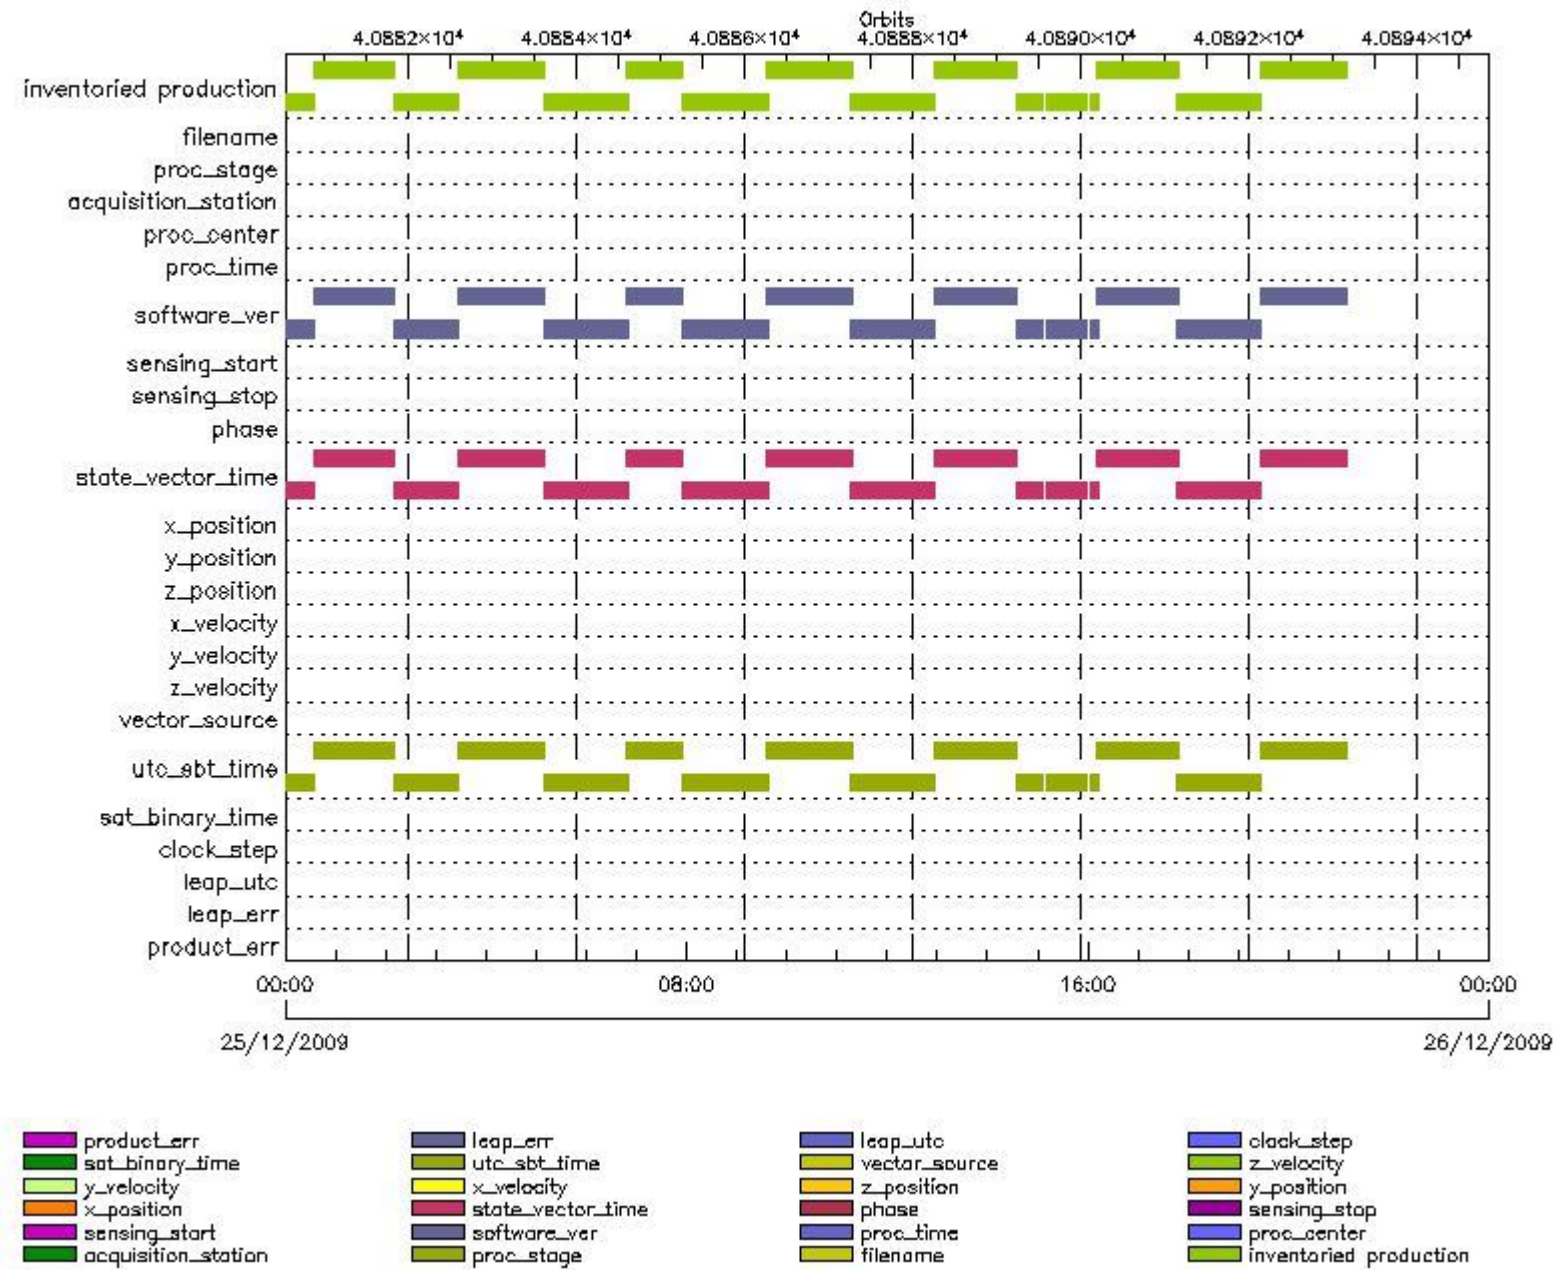 Orbits
4.0882×10⁴ 4.0884×10⁴ 4.0886×10⁴ 4.0888×10⁴ 4.0890×10⁴ 4.0892×10⁴ 4.0894×10⁴
inventoried production
filename
proc_stage
acquisition_station
proc_center
proc_time
software_ver
sensing_start
sensing_stop
phase
state_vector_time
x_position
y_position
z_position
x_velocity
y_velocity
z_velocity
vector_source
utc_sbt_time
sat_binary_time
clock_step
leap_utc
leap_err
product_err
00:00 08:00 16:00 00:00
25/12/2009 26/12/2009
product_err leap_err leap_utc clock_step
sat_binary_time utc_sbt_time vector_source z_velocity
y_velocity x_velocity z_position y_position
x_position state_vector_time phase sensing_stop
sensing_start software_ver proc_time proc_center
acquisition_station proc_stage filename inventoried production